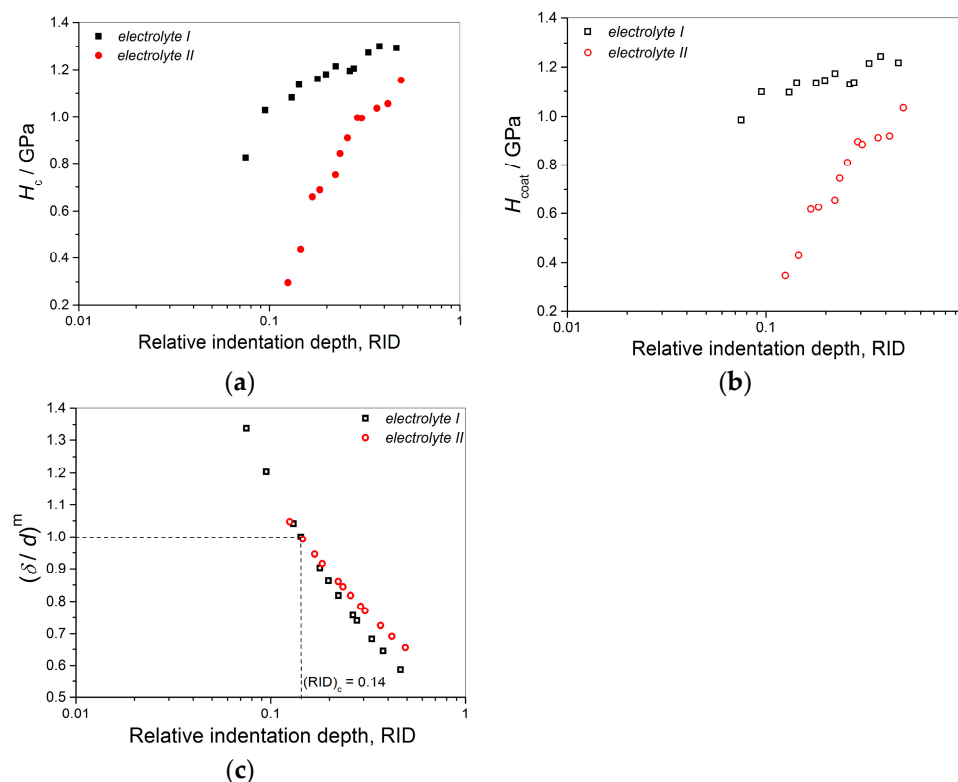 1.4
1.2
1.0
0.8
0.6
0.4
0.2
H_c / GPa
electrolyte I
electrolyte II
0.01
0.1
1
Relative indentation depth, RID
(a)
1.4
1.2
1.0
0.8
0.6
0.4
0.2
H_coat / GPa
electrolyte I
electrolyte II
0.01
0.1
Relative indentation depth, RID
(b)
1.4
1.3
1.2
1.1
1.0
0.9
0.8
0.7
0.6
0.5
(δ / d)^m
electrolyte I
electrolyte II
(RID)_c = 0.14
0.01
0.1
1
Relative indentation depth, RID
(c)